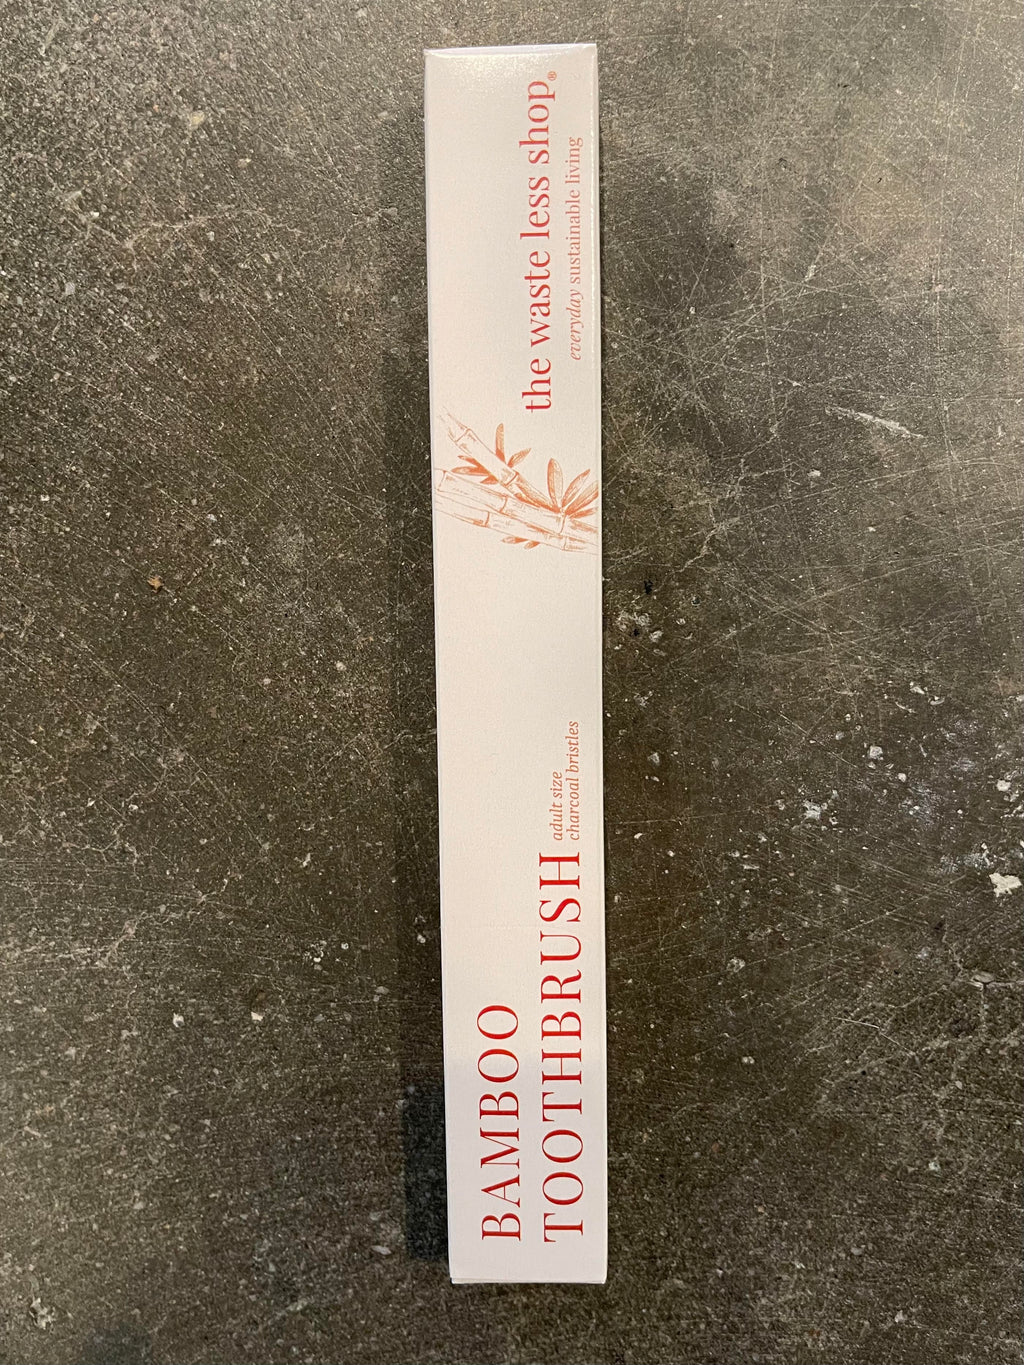 BAMBOO
TOOTHBRUSH
adult size
charcoal bristles
the waste less shop®
everyday sustainable living